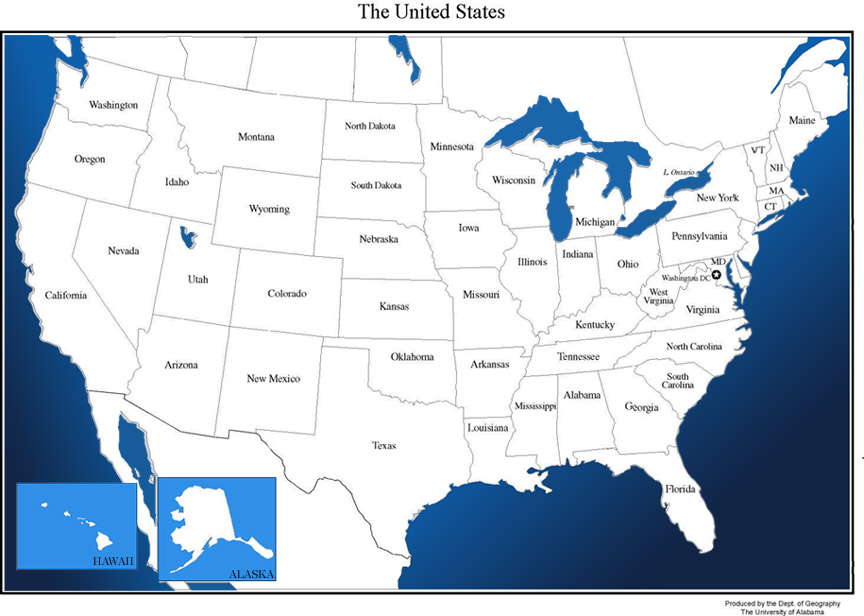 The United States
Washington
Montana
North Dakota
Minnesota
Maine
VT
NH
Oregon
Idaho
South Dakota
Wisconsin
L. Ontario
MA
New York
CT
Wyoming
Michigan
Nebraska
Iowa
Pennsylvania
Nevada
Illinois
Indiana
Ohio
MD
Washington DC
Utah
Colorado
California
Kansas
Missouri
West
Virginia
Virginia
Kentucky
North Carolina
Arizona
New Mexico
Oklahoma
Arkansas
Tennessee
South
Carolina
Mississippi
Alabama
Georgia
Texas
Louisiana
Florida
HAWAII
ALASKA
Produced by the Dept. of Geography
The University of Alabama